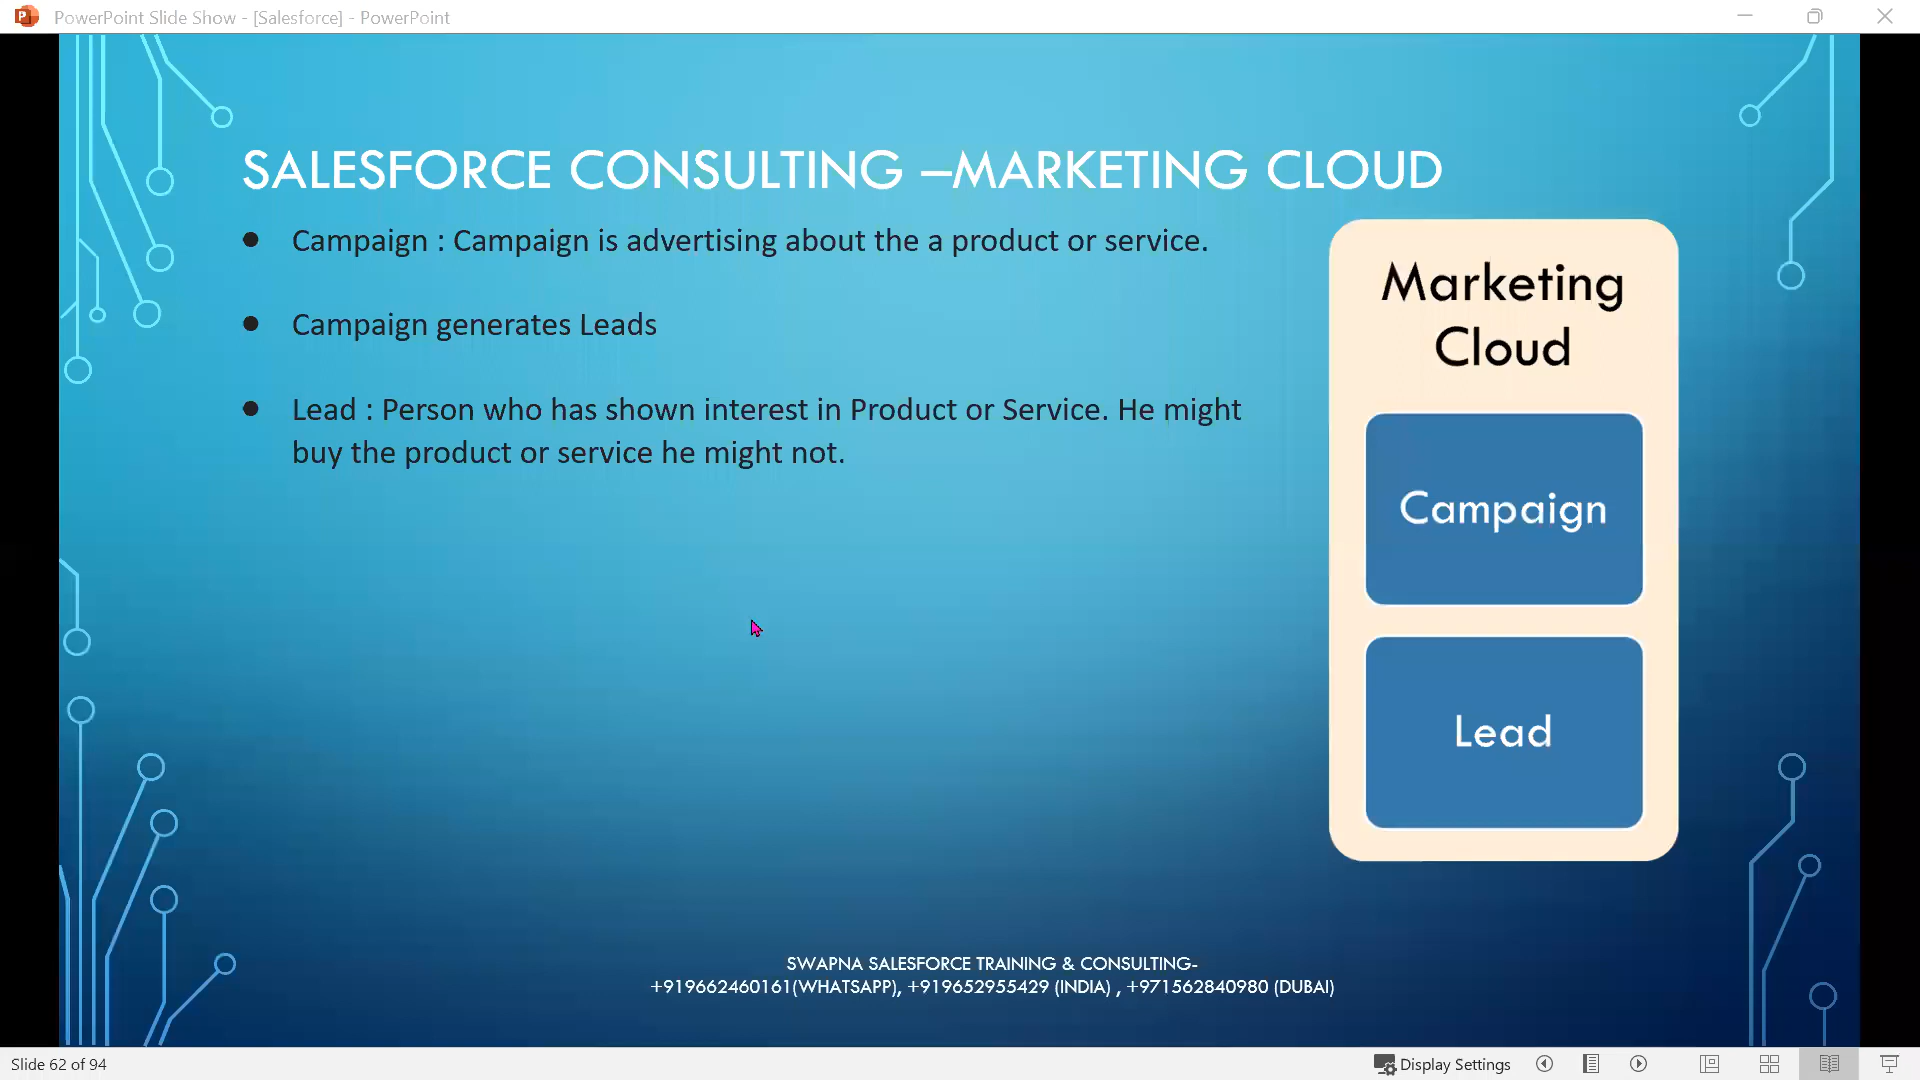 PowerPoint Slide Show - [Salesforce] - PowerPoint
SALESFORCE CONSULTING –MARKETING CLOUD
• Campaign : Campaign is advertising about the a product or service.
• Campaign generates Leads
• Lead : Person who has shown interest in Product or Service. He might
buy the product or service he might not.
Marketing
Cloud
Campaign
Lead
SWAPNA SALESFORCE TRAINING & CONSULTING-
+919662460161(WHATSAPP), +919652955429 (INDIA) , +971562840980 (DUBAI)
Slide 62 of 94
Display Settings